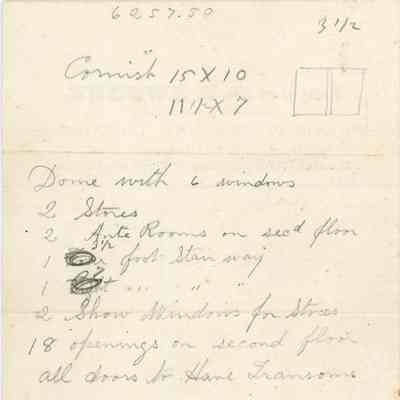 6257.50
3 1/2
Cornish 15 X 10
11 X 7
Dome with 6 windows
2 Stores
2 Ante Rooms on secd floor
1 3 1/2 foot Stair way
1 " " "
2 Show Windows for Stores
18 openings on second floor
all doors to Have Transoms